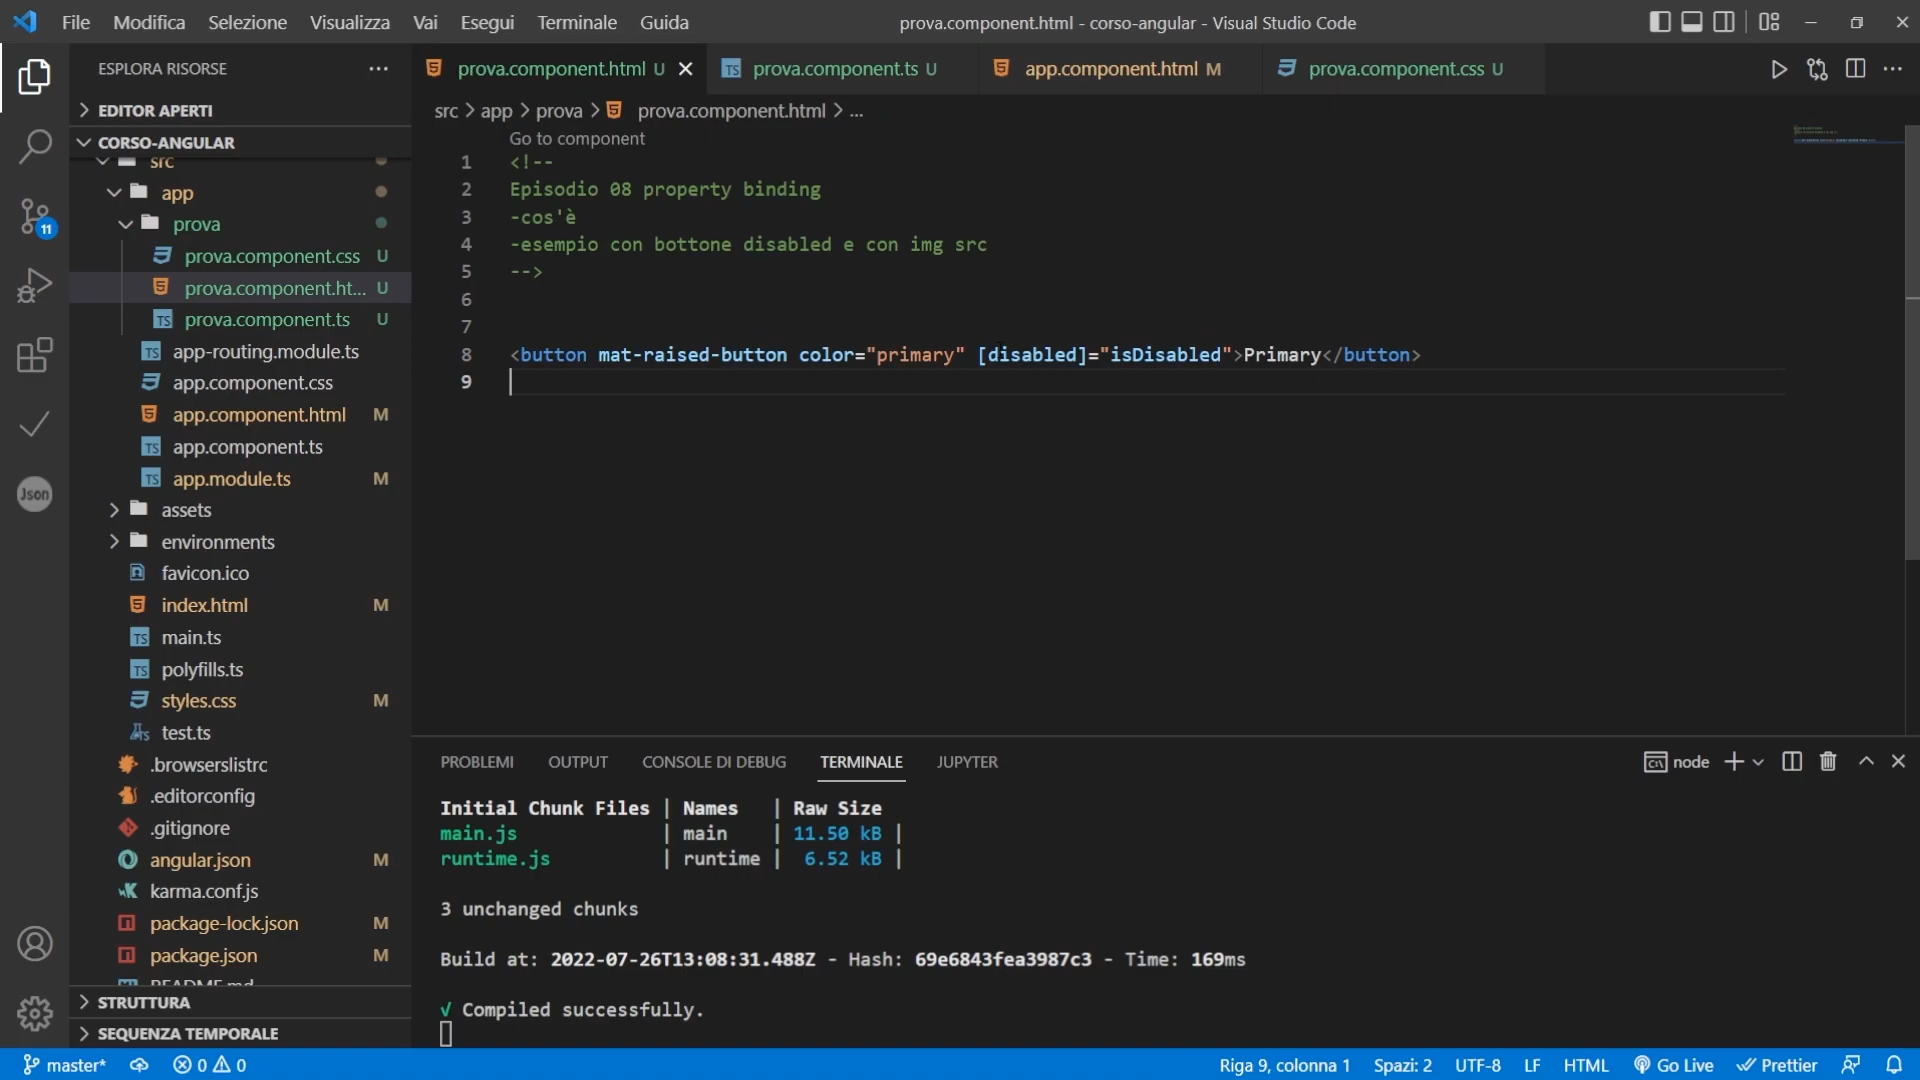 File Modifica Selezione Visualizza Vai Esegui Terminale Guida
prova.component.html - corso-angular - Visual Studio Code
ESPLORA RISORSE
prova.component.html U
prova.component.ts U
app.component.html M
prova.component.css U
EDITOR APERTI
CORSO-ANGULAR
src
app
prova
prova.component.css U
prova.component.ht... U
prova.component.ts U
app-routing.module.ts
app.component.css
app.component.html M
app.component.ts
app.module.ts M
assets
environments
favicon.ico
index.html M
main.ts
polyfills.ts
styles.css M
test.ts
.browserslistrc
.editorconfig
.gitignore
angular.json M
karma.conf.js
package-lock.json M
package.json M
README.md
STRUTTURA
SEQUENZA TEMPORALE
11
Json
src > app > prova > prova.component.html > ...
Go to component
1 <!--
2 Episodio 08 property binding
3 -cos'è
4 -esempio con bottone disabled e con img src
5 -->
6
7
8 <button mat-raised-button color="primary" [disabled]="isDisabled">Primary</button>
9
PROBLEMI OUTPUT CONSOLE DI DEBUG TERMINALE JUPYTER
node
Initial Chunk Files | Names | Raw Size
main.js | main | 11.50 kB |
runtime.js | runtime | 6.52 kB |
3 unchanged chunks
Build at: 2022-07-26T13:08:31.488Z - Hash: 69e6843fea3987c3 - Time: 169ms
√ Compiled successfully.
master* 0 0
Riga 9, colonna 1 Spazi: 2 UTF-8 LF HTML Go Live Prettier